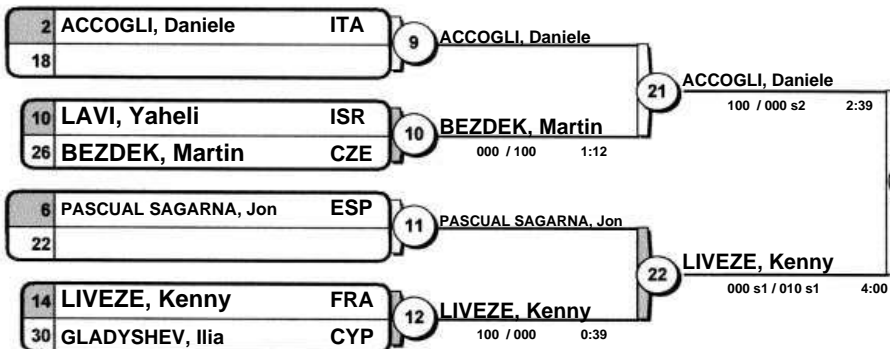 2 ACCOGLI, Daniele ITA
18
9 ACCOGLI, Daniele
10 LAVI, Yaheli ISR
26 BEZDEK, Martin CZE
10 BEZDEK, Martin
000 / 100 1:12
21 ACCOGLI, Daniele
100 / 000 s2 2:39
6 PASCUAL SAGARNA, Jon ESP
22
11 PASCUAL SAGARNA, Jon
14 LIVEZE, Kenny FRA
30 GLADYSHEV, Ilia CYP
12 LIVEZE, Kenny
100 / 000 0:39
22 LIVEZE, Kenny
000 s1 / 010 s1 4:00